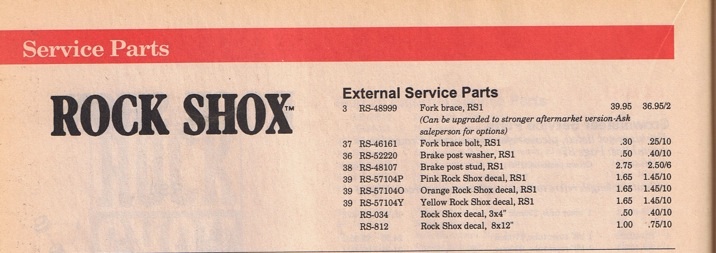 Service Parts
ROCK SHOX™
External Service Parts
3 RS-48999 Fork brace, RS1 39.95 36.95/2
(Can be upgraded to stronger aftermarket version-Ask
saleperson for options)
37 RS-46161 Fork brace bolt, RS1 .30 .25/10
36 RS-52220 Brake post washer, RS1 .50 .40/10
38 RS-48107 Brake post stud, RS1 2.75 2.50/6
39 RS-57104P Pink Rock Shox decal, RS1 1.65 1.45/10
39 RS-57104O Orange Rock Shox decal, RS1 1.65 1.45/10
39 RS-57104Y Yellow Rock Shox decal, RS1 1.65 1.45/10
RS-034 Rock Shox decal, 3x4" .50 .40/10
RS-812 Rock Shox decal, 8x12" 1.00 .75/10